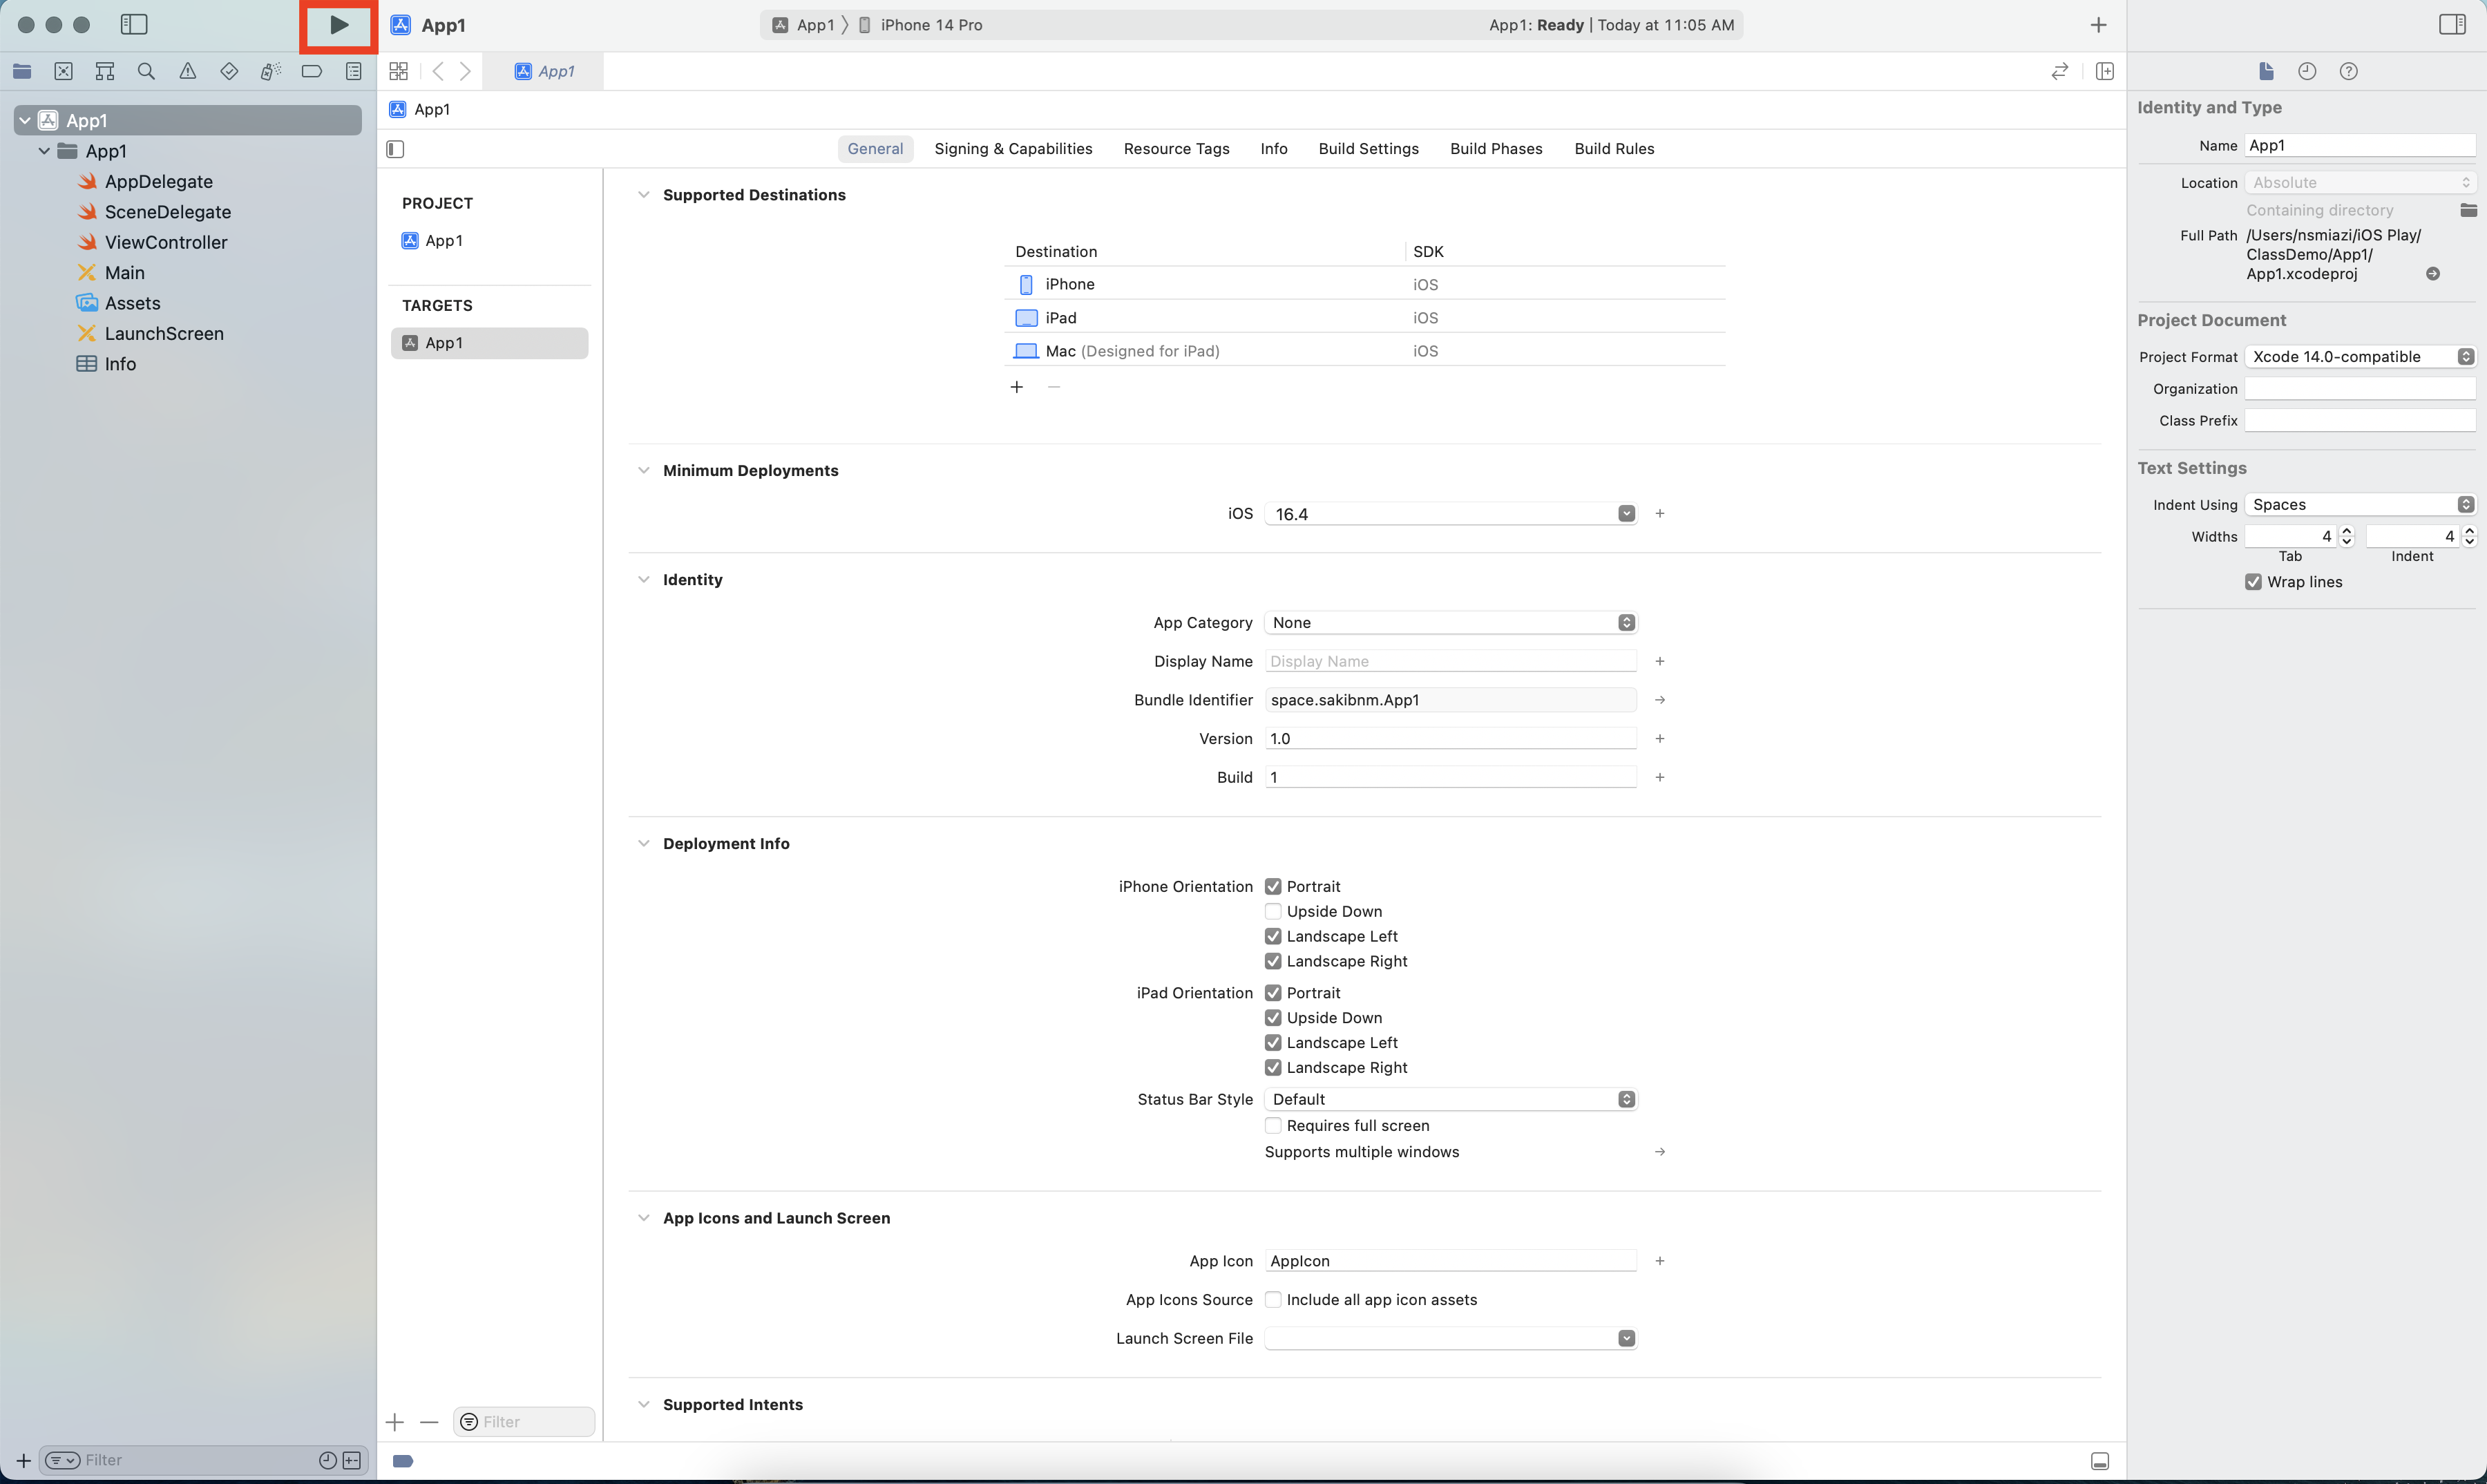 App1
App1 〉 iPhone 14 Pro
App1: Ready | Today at 11:05 AM
App1
App1
App1
AppDelegate
SceneDelegate
ViewController
Main
Assets
LaunchScreen
Info
Filter
App1
General
Signing & Capabilities
Resource Tags
Info
Build Settings
Build Phases
Build Rules
PROJECT
App1
TARGETS
App1
Filter
Supported Destinations
Destination SDK
iPhone iOS
iPad iOS
Mac (Designed for iPad) iOS
Minimum Deployments
iOS 16.4
Identity
App Category None
Display Name Display Name
Bundle Identifier space.sakibnm.App1
Version 1.0
Build 1
Deployment Info
iPhone Orientation Portrait
Upside Down
Landscape Left
Landscape Right
iPad Orientation Portrait
Upside Down
Landscape Left
Landscape Right
Status Bar Style Default
Requires full screen
Supports multiple windows
App Icons and Launch Screen
App Icon AppIcon
App Icons Source Include all app icon assets
Launch Screen File
Supported Intents
Identity and Type
Name App1
Location Absolute
Containing directory
Full Path /Users/nsmiazi/iOS Play/
ClassDemo/App1/
App1.xcodeproj
Project Document
Project Format Xcode 14.0-compatible
Organization
Class Prefix
Text Settings
Indent Using Spaces
Widths 4 4
Tab Indent
Wrap lines